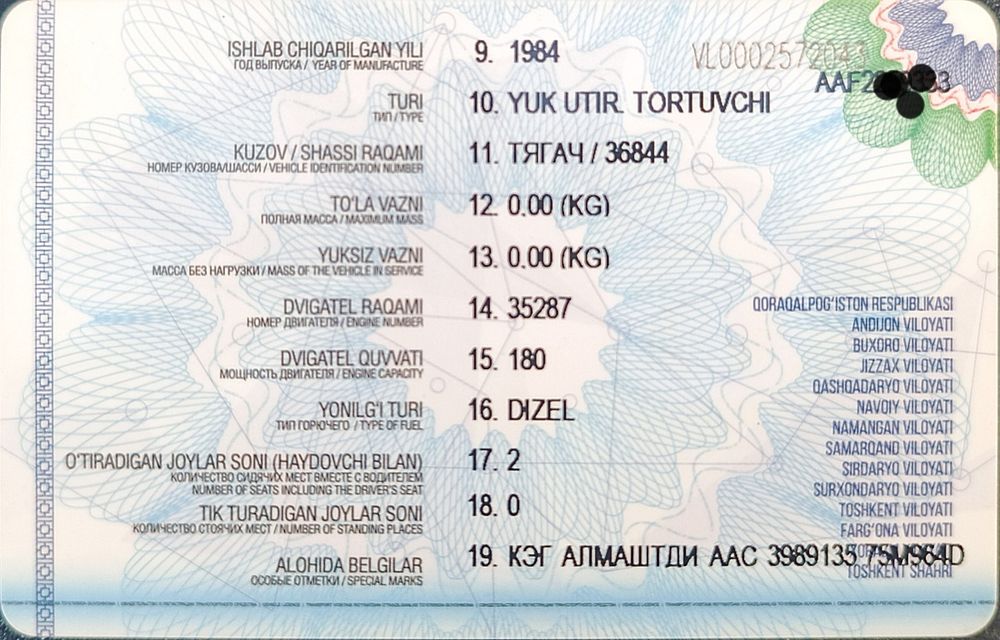 ISHLAB CHIQARILGAN YILI 9. 1984
ГОД ВЫПУСКА / YEAR OF MANUFACTURE
TURI 10. YUK UTIR. TORTUVCHI
ТИП / TYPE
KUZOV / SHASSI RAQAMI 11. ТЯГАЧ / 36844
НОМЕР КУЗОВА/ШАССИ / VEHICLE IDENTIFICATION NUMBER
TO'LA VAZNI 12. 0.00 (KG)
ПОЛНАЯ МАССА / MAXIMUM MASS
YUKSIZ VAZNI 13. 0.00 (KG)
МАССА БЕЗ НАГРУЗКИ / MASS OF THE VEHICLE IN SERVICE
DVIGATEL RAQAMI 14. 35287
НОМЕР ДВИГАТЕЛЯ / ENGINE NUMBER
DVIGATEL QUVVATI 15. 180
МОЩНОСТЬ ДВИГАТЕЛЯ / ENGINE CAPACITY
YONILG'I TURI 16. DIZEL
ТИП ГОРЮЧЕГО / TYPE OF FUEL
O'TIRADIGAN JOYLAR SONI (HAYDOVCHI BILAN) 17. 2
КОЛИЧЕСТВО СИДЯЧИХ МЕСТ ВМЕСТЕ С ВОДИТЕЛЕМ
NUMBER OF SEATS INCLUDING THE DRIVER'S SEAT
TIK TURADIGAN JOYLAR SONI 18. 0
КОЛИЧЕСТВО СТОЯЧИХ МЕСТ / NUMBER OF STANDING PLACES
ALOHIDA BELGILAR 19. КЭГ АЛМАШТДИ ААС 3989135 75M964D
ОСОБЫЕ ОТМЕТКИ / SPECIAL MARKS
QORAQALPOG'ISTON RESPUBLIKASI
ANDIJON VILOYATI
BUXORO VILOYATI
JIZZAX VILOYATI
QASHQADARYO VILOYATI
NAVOIY VILOYATI
NAMANGAN VILOYATI
SAMARQAND VILOYATI
SIRDARYO VILOYATI
SURXONDARYO VILOYATI
TOSHKENT VILOYATI
FARG'ONA VILOYATI
TOSHKENT SHAHRI